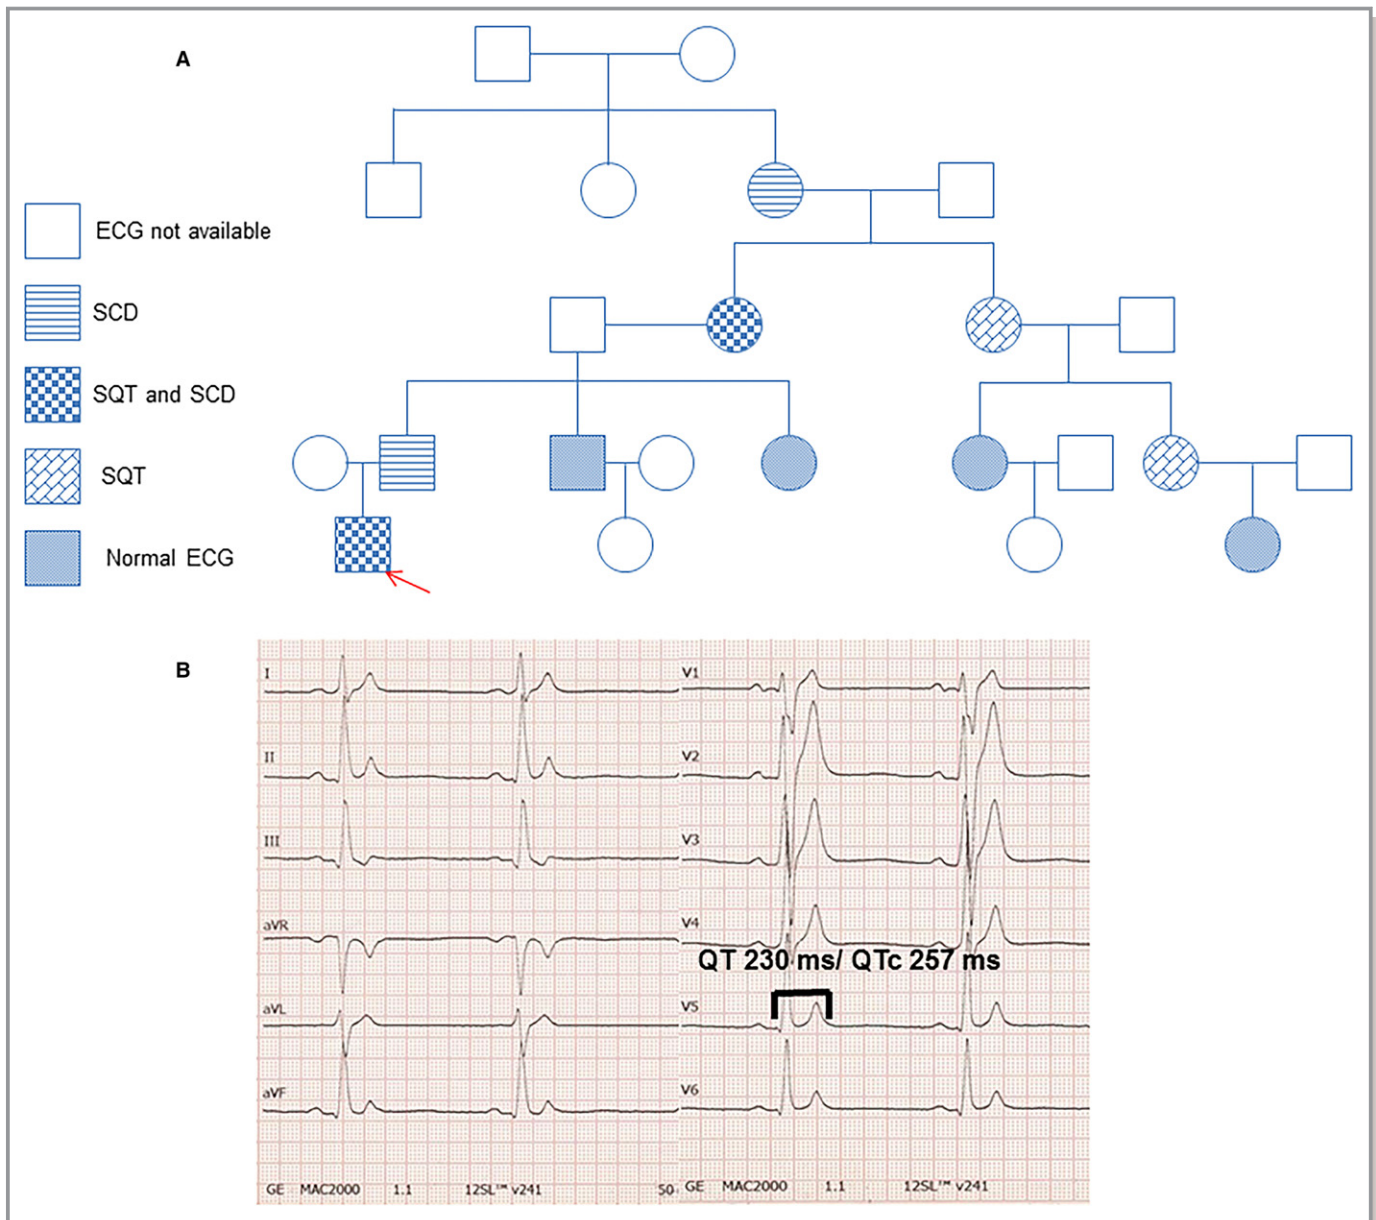 A
ECG not available
SCD
SQT and SCD
SQT
Normal ECG
B
I
II
III
aVR
aVL
aVF
V1
V2
V3
V4
QT 230 ms/ QTc 257 ms
V5
V6
GE MAC2000 1.1 12SL™ v241 50
GE MAC2000 1.1 12SL™ v241